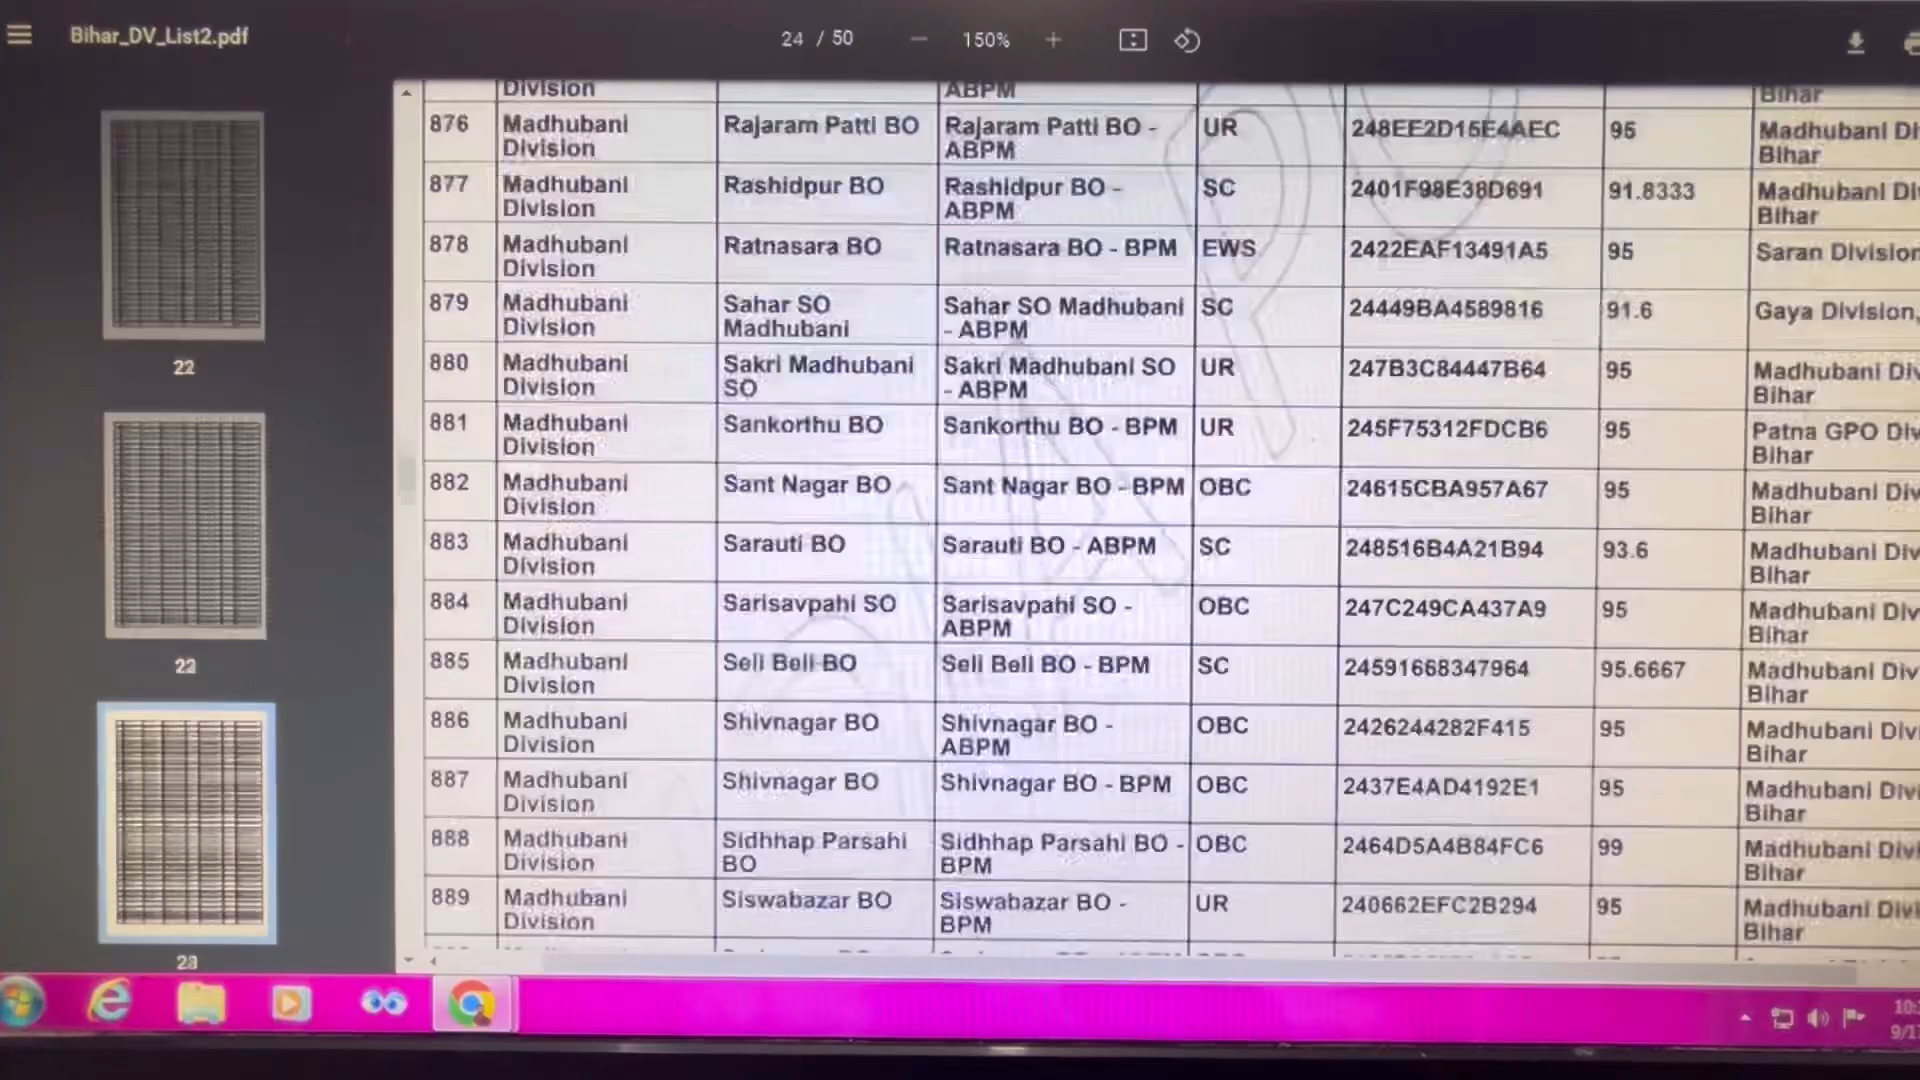 Bihar_DV_List2.pdf
24 / 50
150%
Division ABPM Bihar
876 Madhubani Division Rajaram Patti BO Rajaram Patti BO - ABPM UR 248EE2D15E4AEC 95 Madhubani Bihar
877 Madhubani Division Rashidpur BO Rashidpur BO - ABPM SC 2401F98E38D691 91.8333 Madhubani Bihar
878 Madhubani Division Ratnasara BO Ratnasara BO - BPM EWS 2422EAF13491A5 95 Saran Division
879 Madhubani Division Sahar SO Madhubani Sahar SO Madhubani - ABPM SC 24449BA4589816 91.6 Gaya Division,
880 Madhubani Division Sakri Madhubani SO Sakri Madhubani SO - ABPM UR 247B3C84447B64 95 Madhubani Div Bihar
881 Madhubani Division Sankorthu BO Sankorthu BO - BPM UR 245F75312FDCB6 95 Patna GPO Div Bihar
882 Madhubani Division Sant Nagar BO Sant Nagar BO - BPM OBC 24615CBA957A67 95 Madhubani Div Bihar
883 Madhubani Division Sarauti BO Sarauti BO - ABPM SC 248516B4A21B94 93.6 Madhubani Div Bihar
884 Madhubani Division Sarisavpahi SO Sarisavpahi SO - ABPM OBC 247C249CA437A9 95 Madhubani Div Bihar
885 Madhubani Division Seli Beli BO Seli Beli BO - BPM SC 24591668347964 95.6667 Madhubani Div Bihar
886 Madhubani Division Shivnagar BO Shivnagar BO - ABPM OBC 2426244282F415 95 Madhubani Divi Bihar
887 Madhubani Division Shivnagar BO Shivnagar BO - BPM OBC 2437E4AD4192E1 95 Madhubani Divi Bihar
888 Madhubani Division Sidhhap Parsahi BO Sidhhap Parsahi BO - BPM OBC 2464D5A4B84FC6 99 Madhubani Divi Bihar
889 Madhubani Division Siswabazar BO Siswabazar BO - BPM UR 240662EFC2B294 95 Madhubani Divi Bihar
22
23